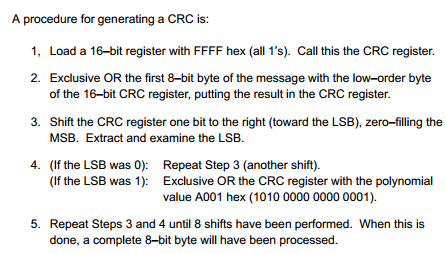 A procedure for generating a CRC is:
1, Load a 16–bit register with FFFF hex (all 1's). Call this the CRC register.
2. Exclusive OR the first 8–bit byte of the message with the low–order byte
of the 16–bit CRC register, putting the result in the CRC register.
3. Shift the CRC register one bit to the right (toward the LSB), zero–filling the
MSB. Extract and examine the LSB.
4. (If the LSB was 0): Repeat Step 3 (another shift).
(If the LSB was 1): Exclusive OR the CRC register with the polynomial
value A001 hex (1010 0000 0000 0001).
5. Repeat Steps 3 and 4 until 8 shifts have been performed. When this is
done, a complete 8–bit byte will have been processed.